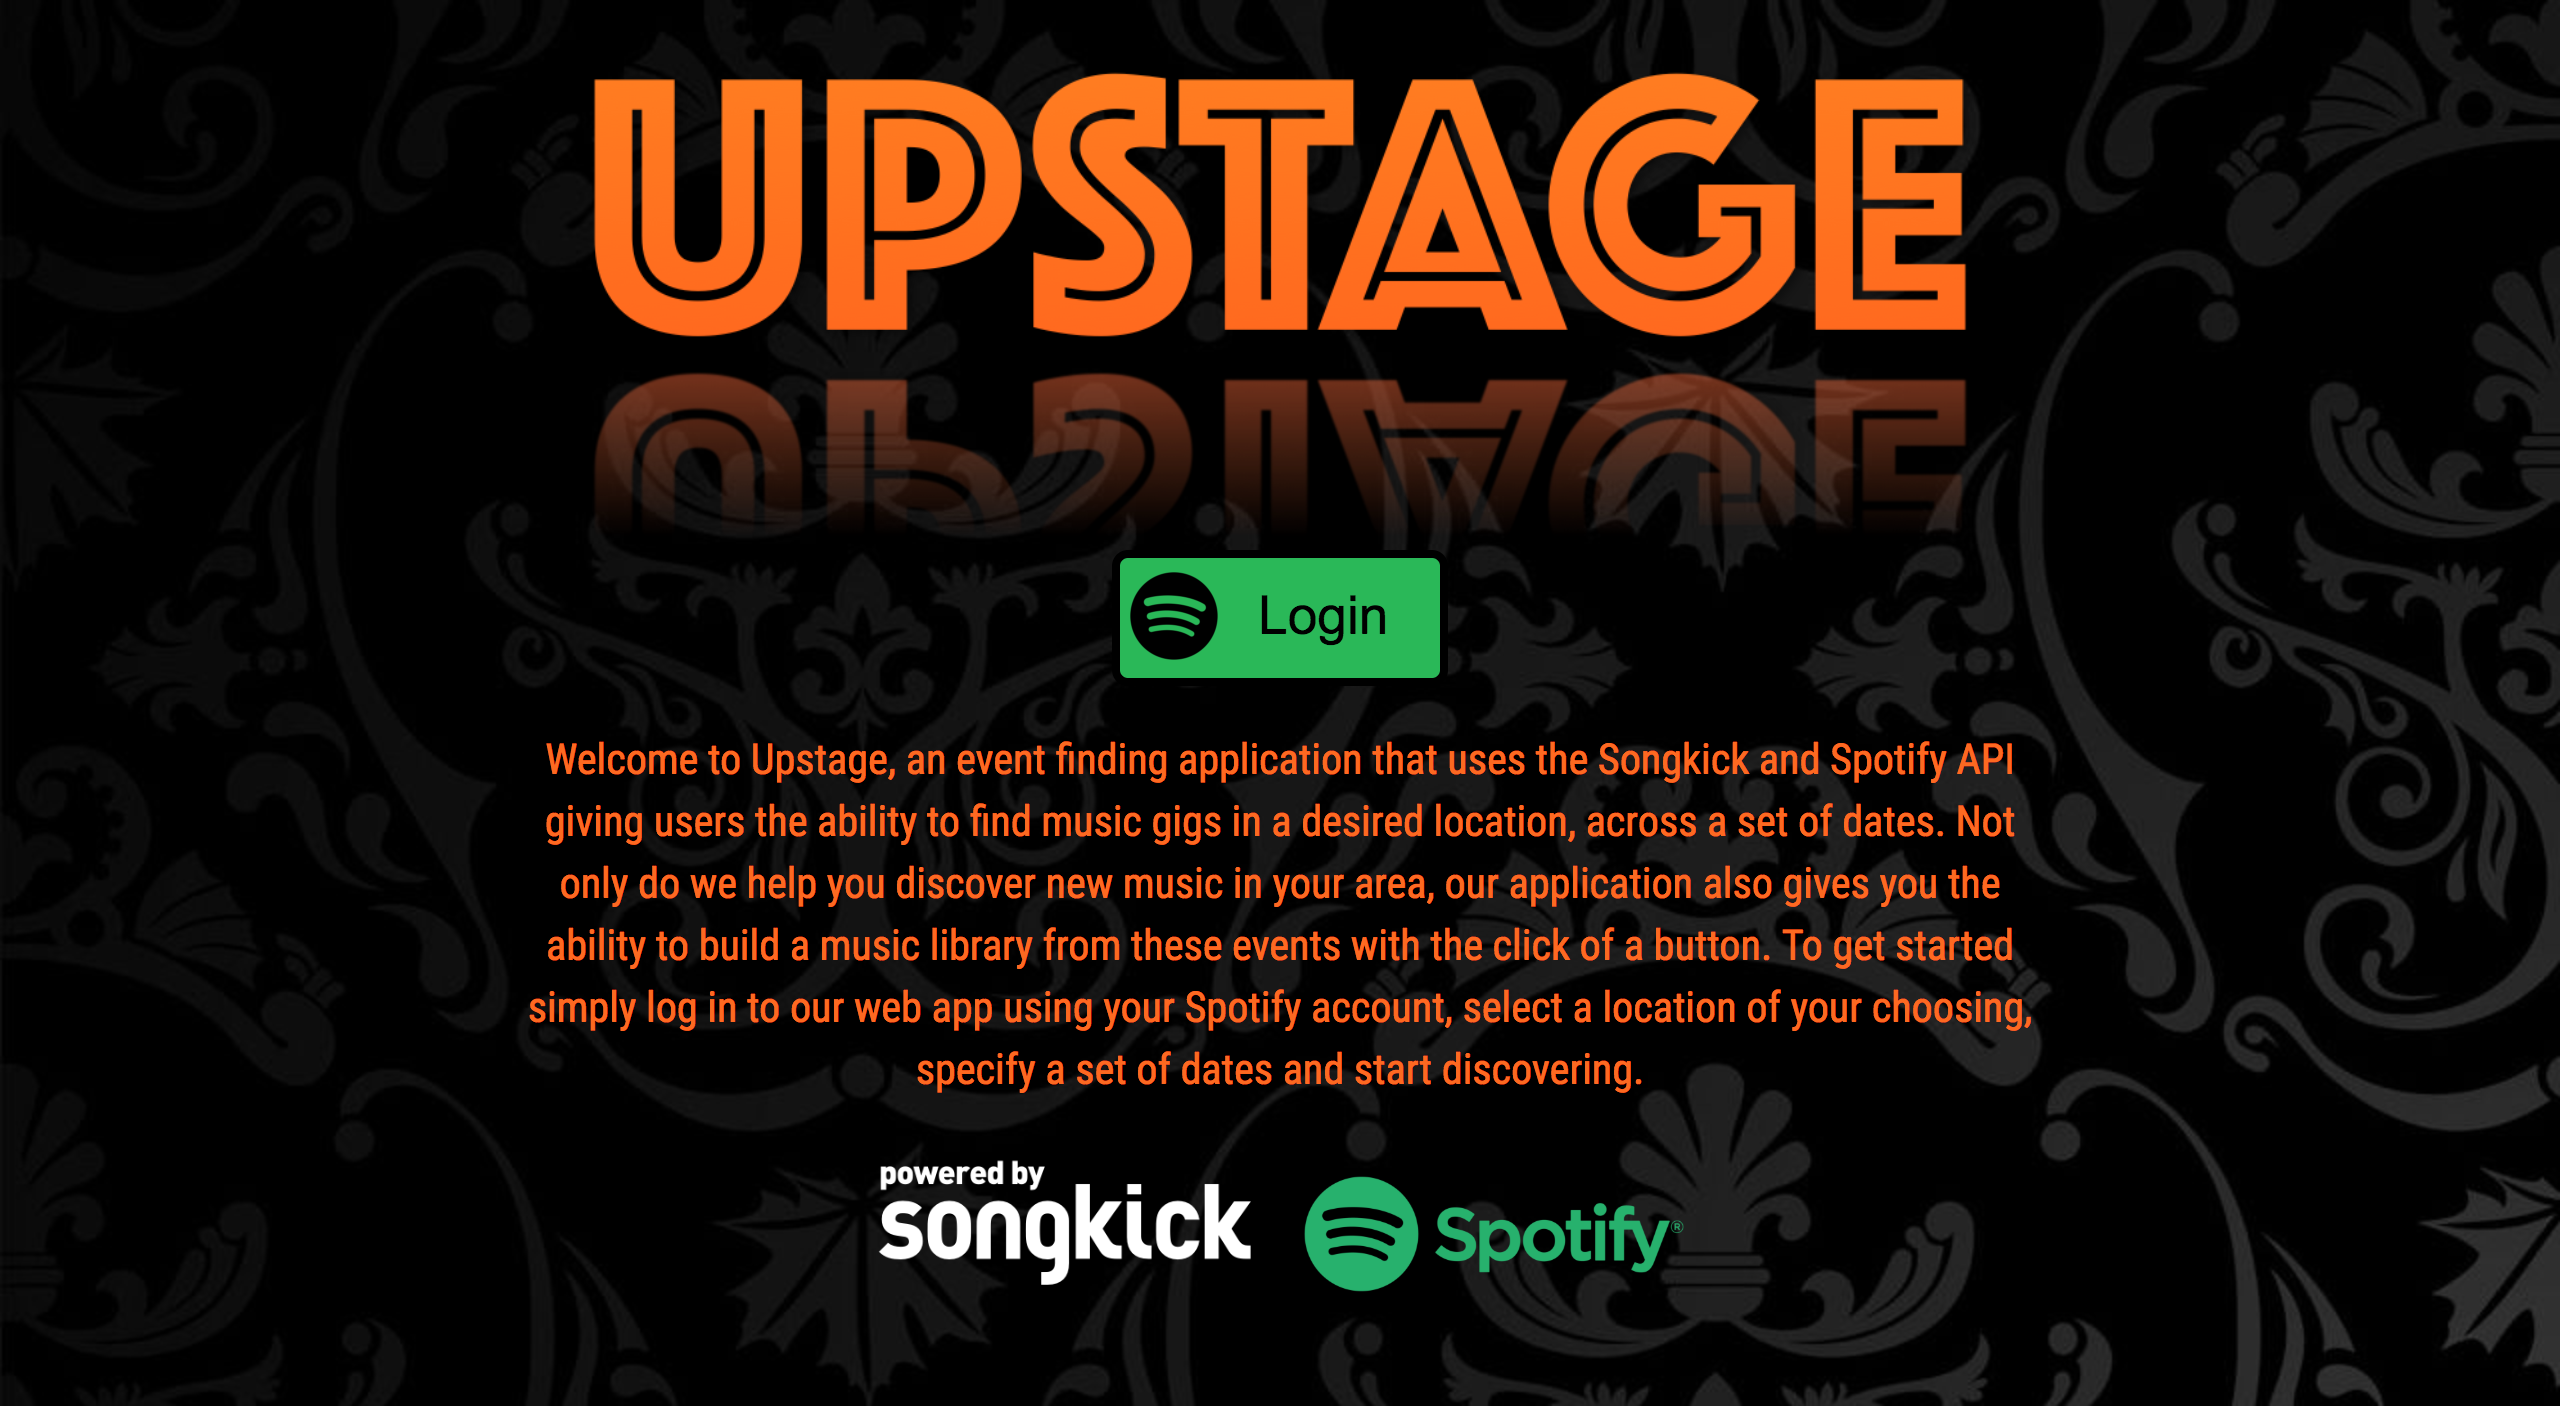 UPSTAGE
Login
Welcome to Upstage, an event finding application that uses the Songkick and Spotify API
giving users the ability to find music gigs in a desired location, across a set of dates. Not
only do we help you discover new music in your area, our application also gives you the
ability to build a music library from these events with the click of a button. To get started
simply log in to our web app using your Spotify account, select a location of your choosing,
specify a set of dates and start discovering.
powered by
songkick
Spotify®